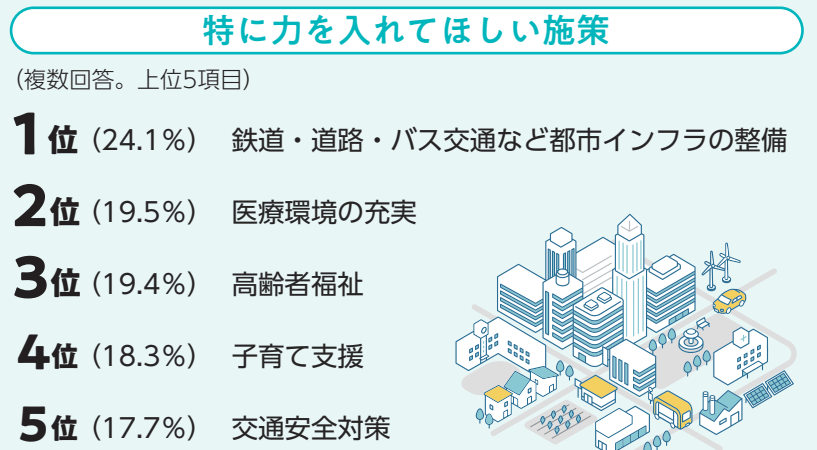 特に力を入れてほしい施策
（複数回答。上位5項目）
1位（24.1%） 鉄道・道路・バス交通など都市インフラの整備
2位（19.5%） 医療環境の充実
3位（19.4%） 高齢者福祉
4位（18.3%） 子育て支援
5位（17.7%） 交通安全対策